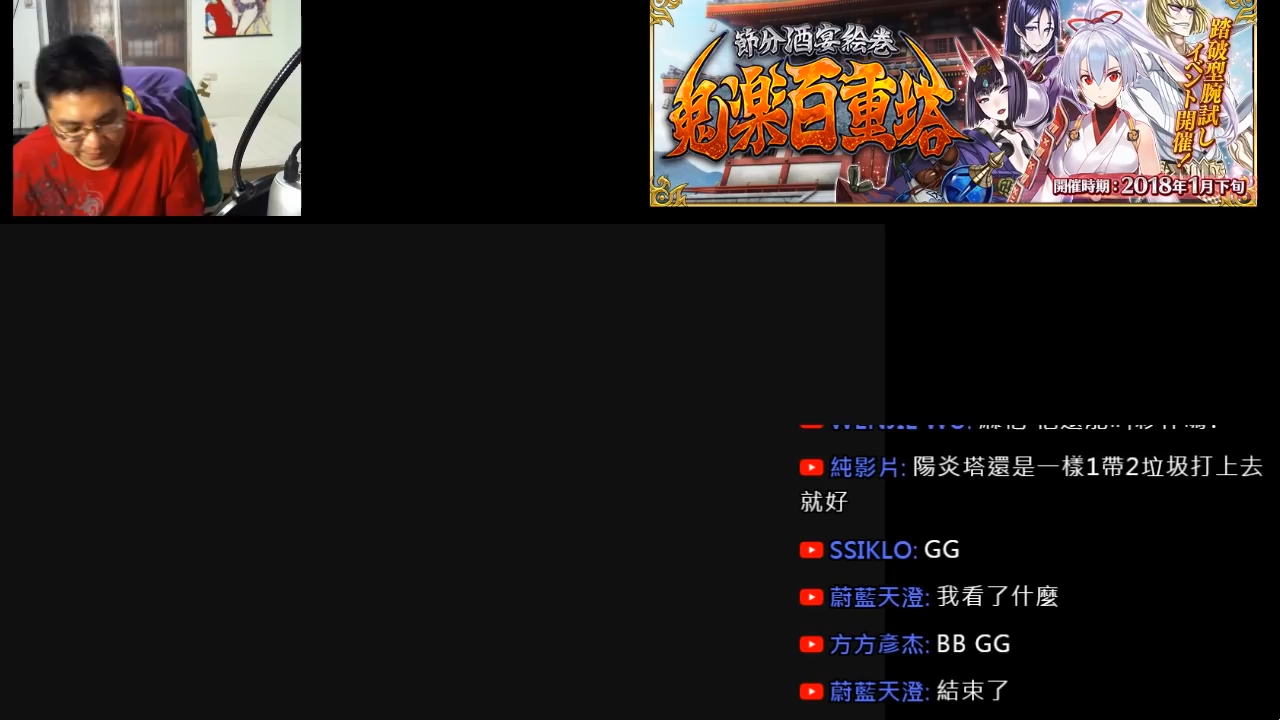 節分酒宴絵巻
鬼楽百重塔
踏破型腕試し
イベント開催!
開催時期:2018年1月下旬
WENJIE WU:
純影片: 陽炎塔還是一樣1帶2垃圾打上去
就好
SSIKLO: GG
蔚藍天澄: 我看了什麼
方方彥杰: BB GG
蔚藍天澄: 結束了